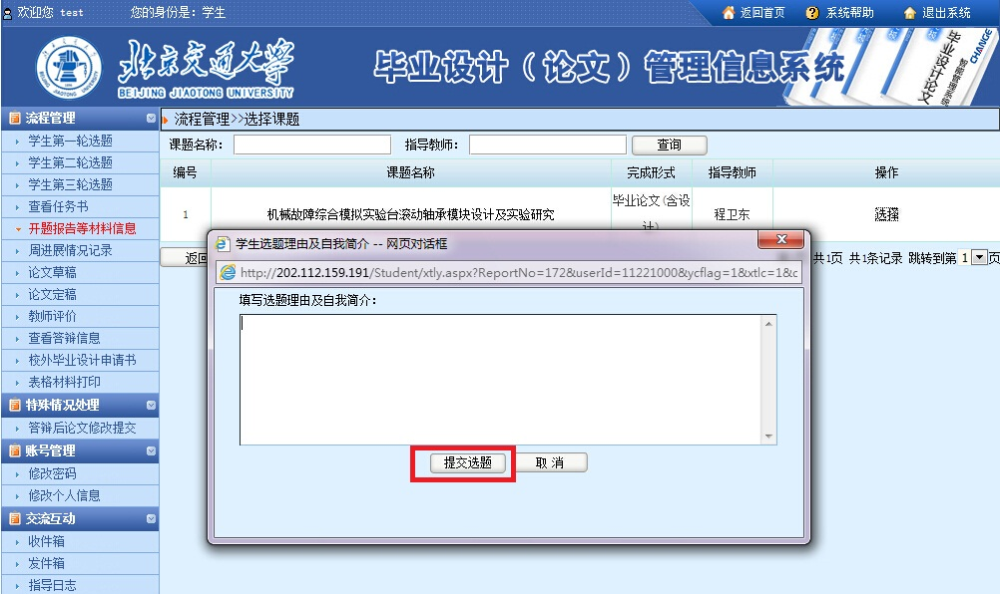 欢迎您 test 您的身份是：学生 返回首页 系统帮助 退出系统
北京交通大学
BEIJING JIAOTONG UNIVERSITY
毕业设计（论文）管理信息系统
毕业设计论文
智能管理系统
CHANGE
流程管理
学生第一轮选题
学生第二轮选题
学生第三轮选题
查看任务书
开题报告等材料信息
周进展情况记录
论文草稿
论文定稿
教师评价
查看答辩信息
校外毕业设计申请书
表格材料打印
特殊情况处理
答辩后论文修改提交
账号管理
修改密码
修改个人信息
交流互动
收件箱
发件箱
指导日志
流程管理>>选择课题
课题名称： 指导教师： 查询
编号 课题名称 完成形式 指导教师 操作
1 机械故障综合模拟实验台滚动轴承模块设计及实验研究 毕业论文(含设计) 程卫东 选择
返回 共1页 共1条记录 跳转到第 1 页
学生选题理由及自我简介 -- 网页对话框
http://202.112.159.191/Student/xtly.aspx?ReportNo=172&userId=11221000&ycflag=1&xtlc=1&c
填写选题理由及自我简介：
提交选题 取 消